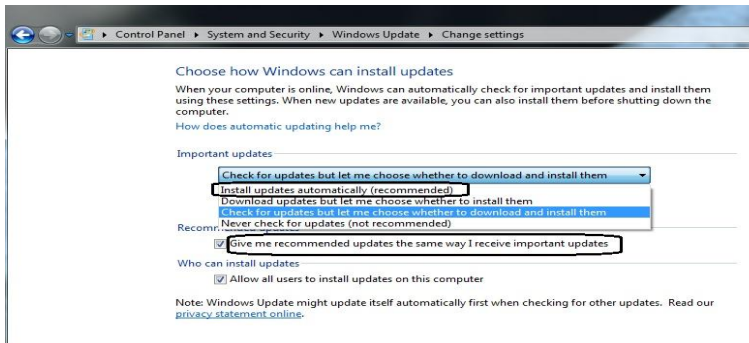 Control Panel ▸ System and Security ▸ Windows Update ▸ Change settings
Choose how Windows can install updates
When your computer is online, Windows can automatically check for important updates and install them
using these settings. When new updates are available, you can also install them before shutting down the
computer.
How does automatic updating help me?
Important updates
Check for updates but let me choose whether to download and install them
Install updates automatically (recommended)
Download updates but let me choose whether to install them
Check for updates but let me choose whether to download and install them
Never check for updates (not recommended)
Recommended updates
Give me recommended updates the same way I receive important updates
Who can install updates
Allow all users to install updates on this computer
Note: Windows Update might update itself automatically first when checking for other updates. Read our
privacy statement online.